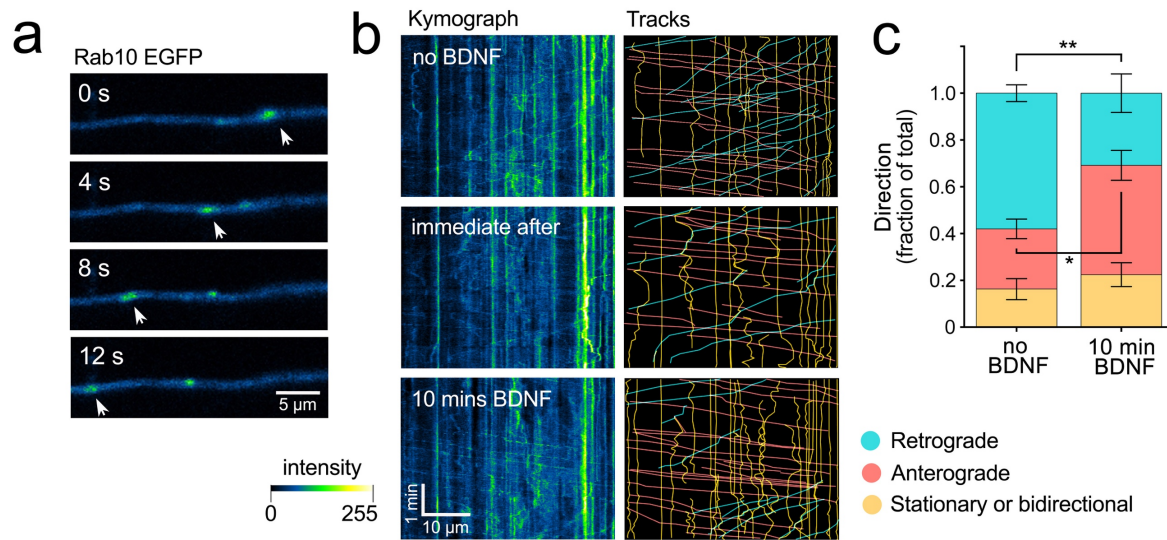 a
Rab10 EGFP
0 s
4 s
8 s
12 s
5 µm
intensity
0 255
b
Kymograph Tracks
no BDNF
immediate after
10 mins BDNF
1 min
10 µm
c
**
Direction
(fraction of total)
1.0
0.8
0.6
0.4
0.2
0
*
no
BDNF
10 min
BDNF
Retrograde
Anterograde
Stationary or bidirectional